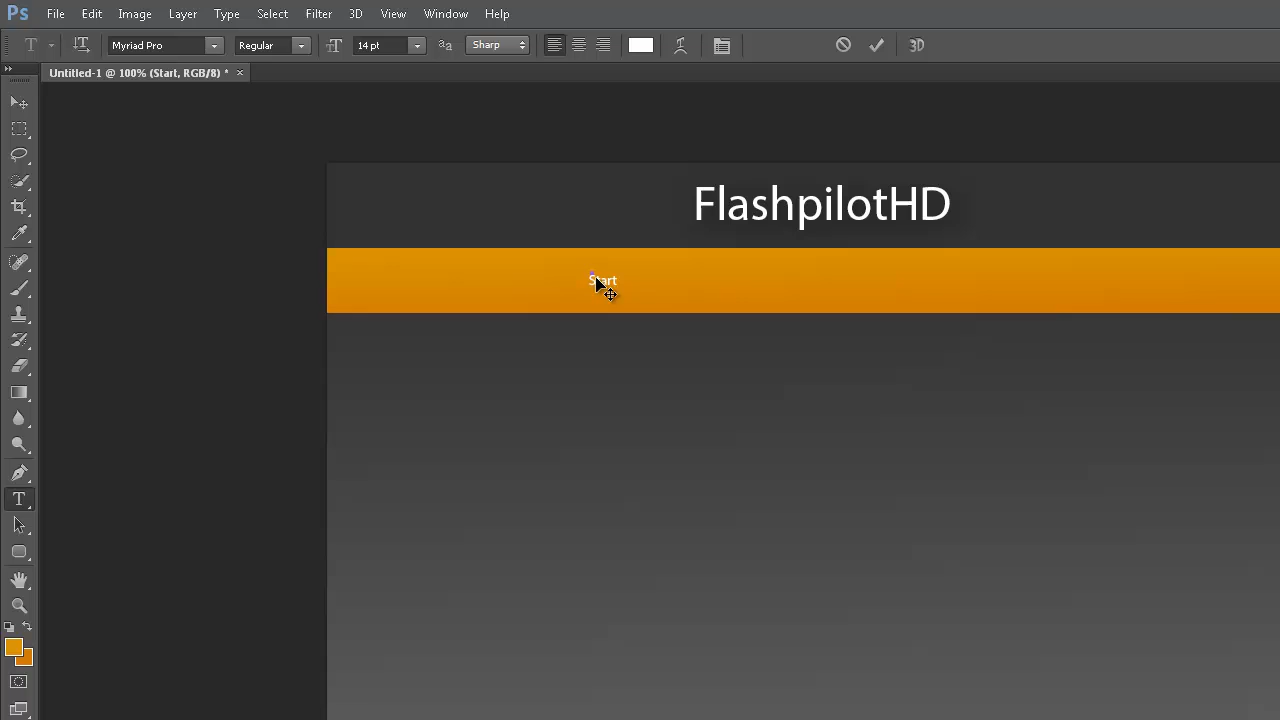 Ps File Edit Image Layer Type Select Filter 3D View Window Help
T Myriad Pro Regular 14 pt Sharp 3D
Untitled-1 @ 100% (Start, RGB/8) * ×
FlashpilotHD
Start
T